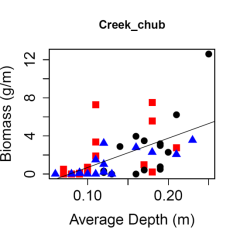 Creek_chub
Biomass (g/m)
12
8
4
0
0.10
0.20
Average Depth (m)